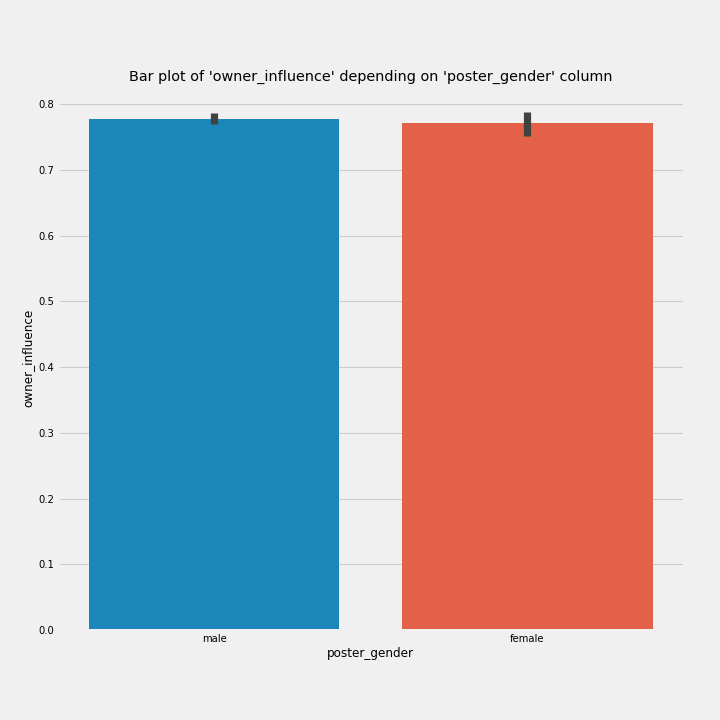 Bar plot of 'owner_influence' depending on 'poster_gender' column
0.8
0.7
0.6
0.5
0.4
0.3
0.2
0.1
0.0
owner_influence
male
female
poster_gender